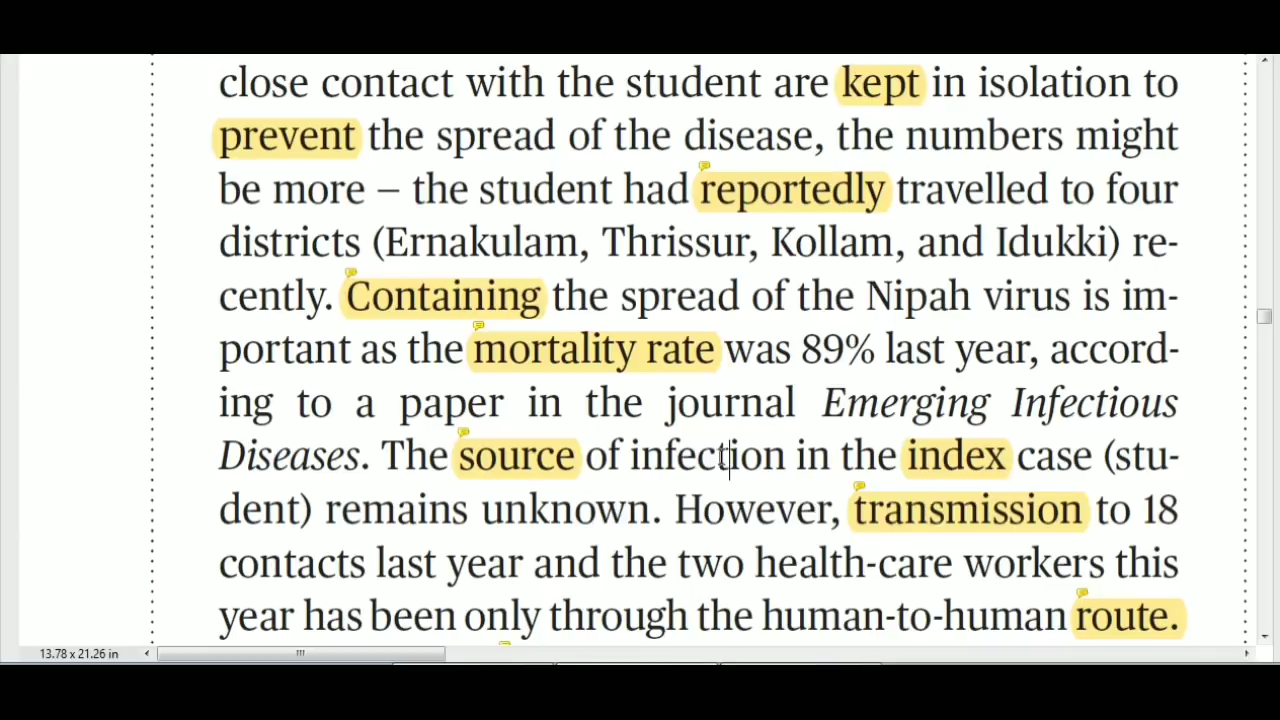 close contact with the student are kept in isolation to
prevent the spread of the disease, the numbers might
be more – the student had reportedly travelled to four
districts (Ernakulam, Thrissur, Kollam, and Idukki) re-
cently. Containing the spread of the Nipah virus is im-
portant as the mortality rate was 89% last year, accord-
ing to a paper in the journal Emerging Infectious
Diseases. The source of infection in the index case (stu-
dent) remains unknown. However, transmission to 18
contacts last year and the two health-care workers this
year has been only through the human-to-human route.
13.78 x 21.26 in